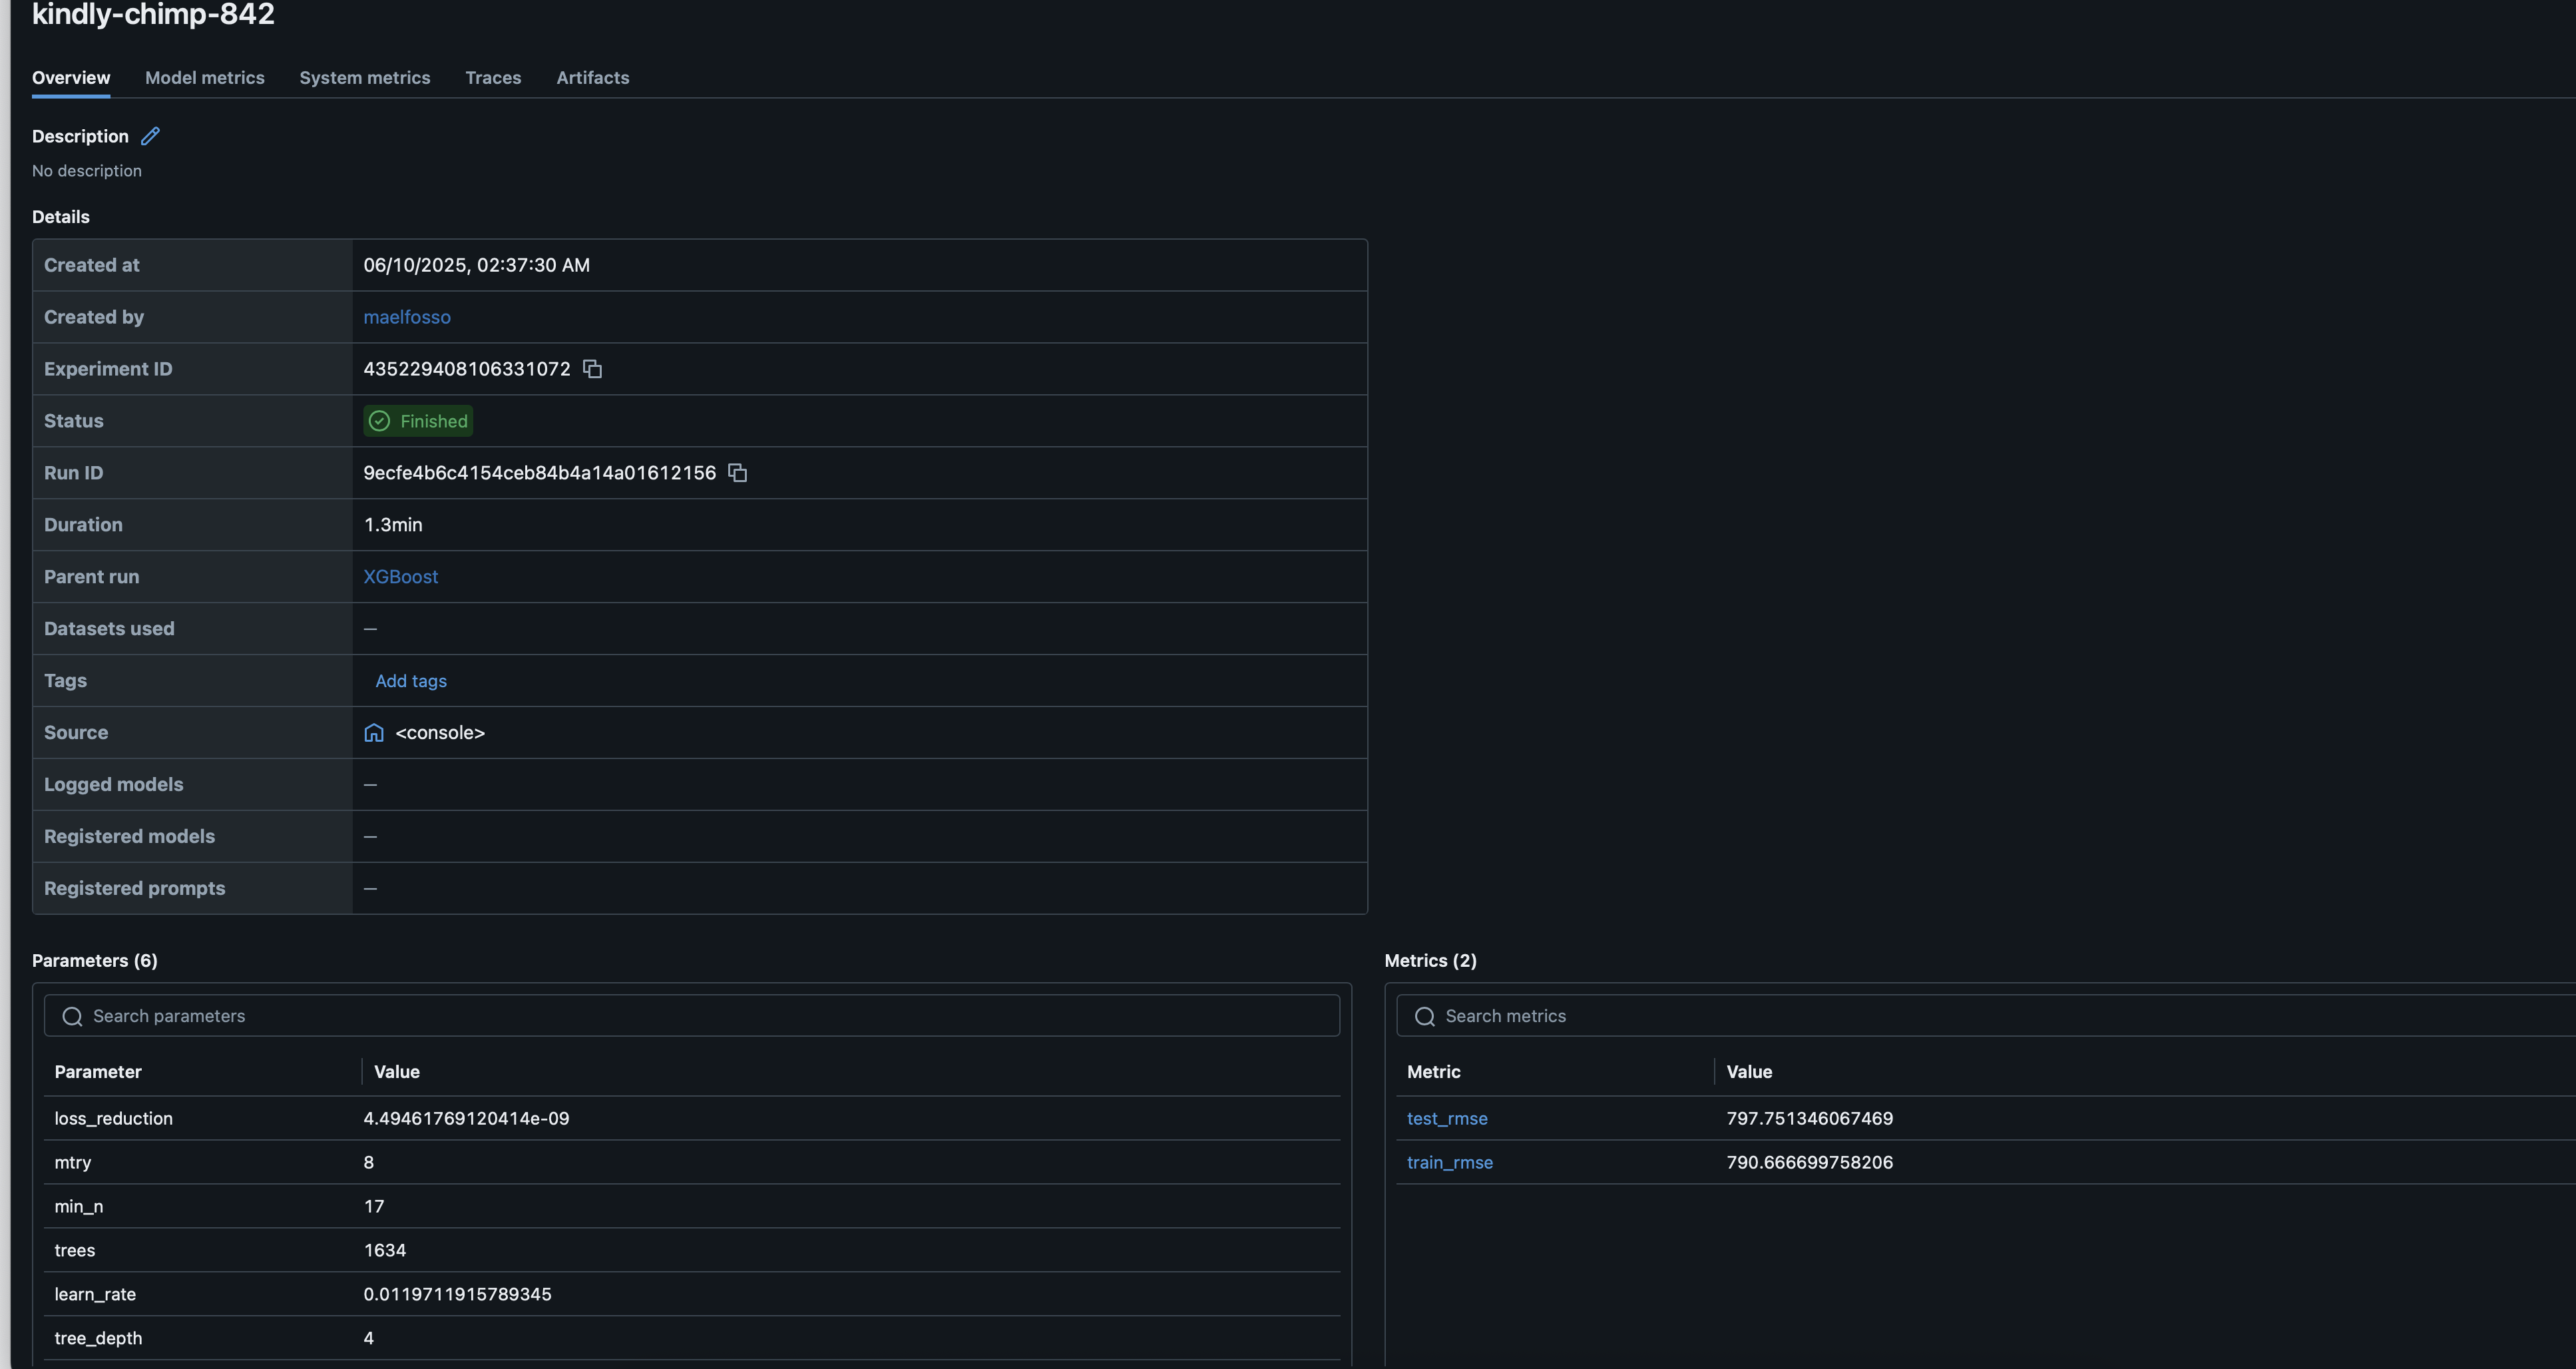 kindly-chimp-842
Overview Model metrics System metrics Traces Artifacts
Description
No description
Details
Created at 06/10/2025, 02:37:30 AM
Created by maelfosso
Experiment ID 435229408106331072
Status Finished
Run ID 9ecfe4b6c4154ceb84b4a14a01612156
Duration 1.3min
Parent run XGBoost
Datasets used —
Tags Add tags
Source <console>
Logged models —
Registered models —
Registered prompts —
Parameters (6)
Search parameters
Parameter Value
loss_reduction 4.49461769120414e-09
mtry 8
min_n 17
trees 1634
learn_rate 0.0119711915789345
tree_depth 4
Metrics (2)
Search metrics
Metric Value
test_rmse 797.751346067469
train_rmse 790.666699758206